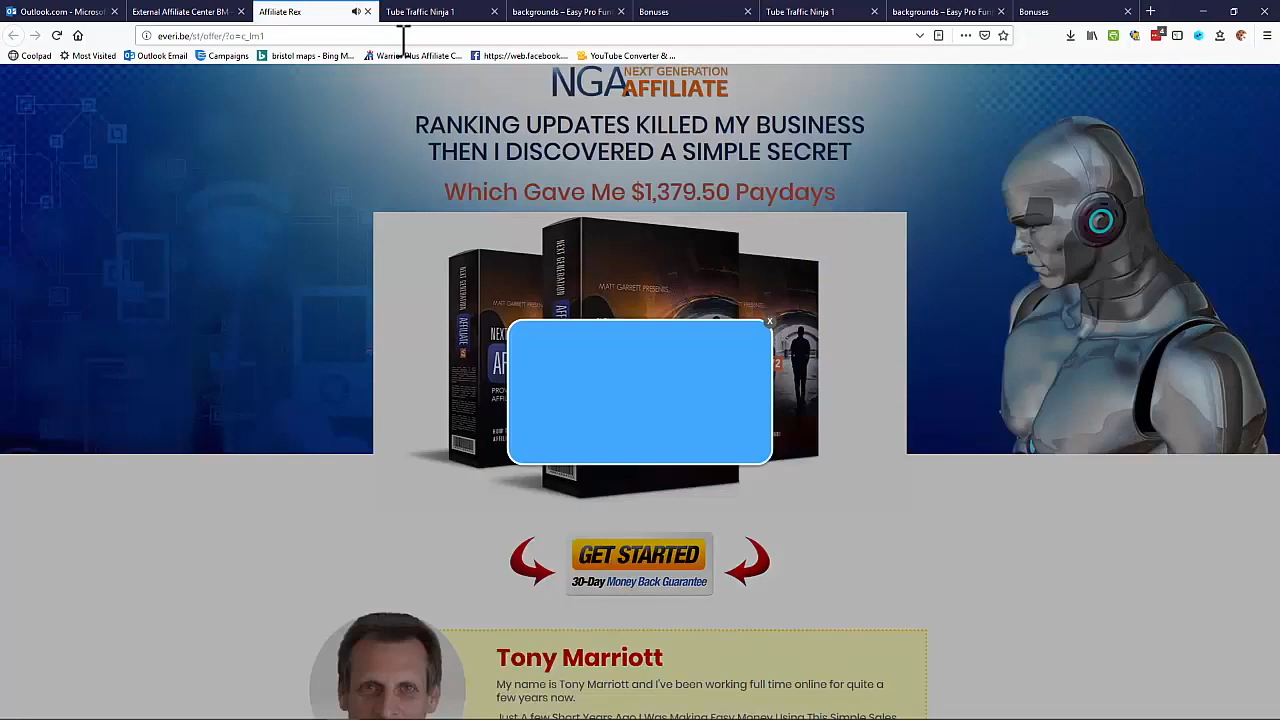 Outlook.com - Microsof
External Affiliate Center BM –
Affiliate Rex
Tube Traffic Ninja 1
backgrounds – Easy Pro Fun
Bonuses
Tube Traffic Ninja 1
backgrounds – Easy Pro Fun
Bonuses
everi.be/st/offer/?o=c_lm1
Coolpad
Most Visited
Outlook Email
Campaigns
bristol maps - Bing M...
Warrior Plus Affiliate C...
https://web.facebook...
YouTube Converter & ...
NGA NEXT GENERATION
AFFILIATE
RANKING UPDATES KILLED MY BUSINESS
THEN I DISCOVERED A SIMPLE SECRET
Which Gave Me $1,379.50 Paydays
NEXT GENERATION
MATT GARRETT PRESENTS
X
GET STARTED
30-Day Money Back Guarantee
Tony Marriott
My name is Tony Marriott and I've been working full time online for quite a
few years now.
Just A few Short Years Ago I Was Making Easy Money Using This Simple Sales